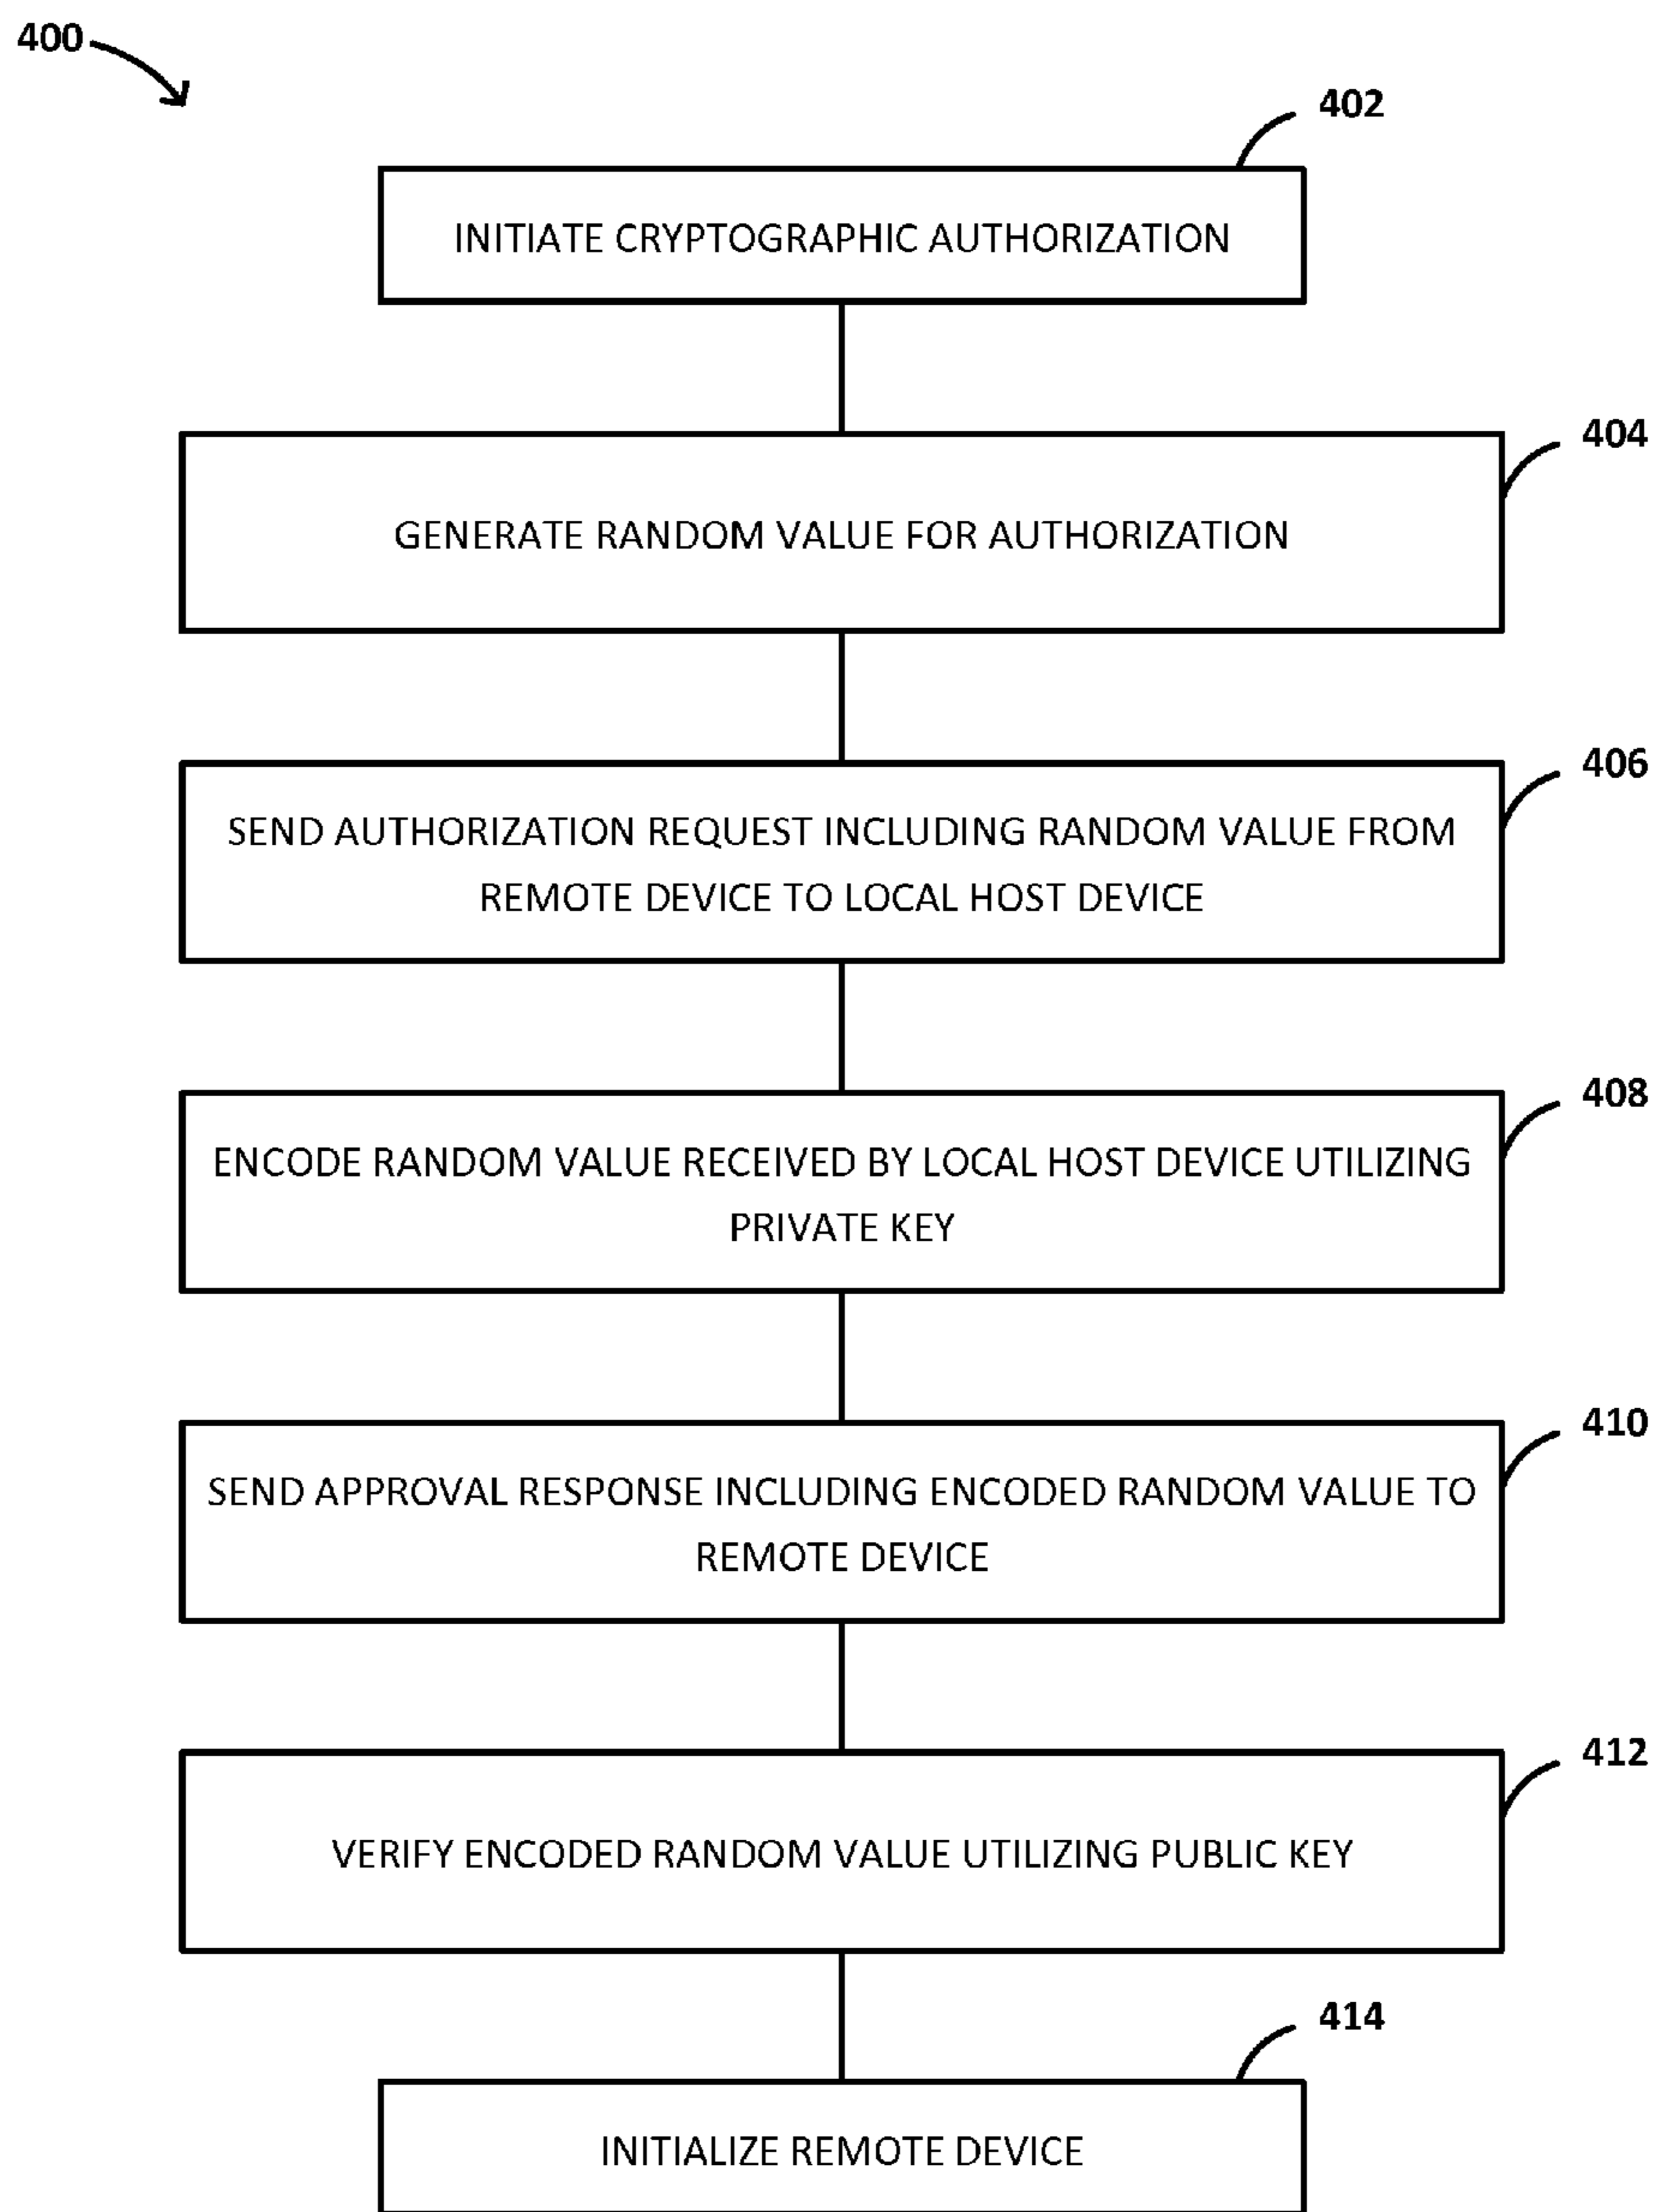 400
402
INITIATE CRYPTOGRAPHIC AUTHORIZATION
404
GENERATE RANDOM VALUE FOR AUTHORIZATION
406
SEND AUTHORIZATION REQUEST INCLUDING RANDOM VALUE FROM
REMOTE DEVICE TO LOCAL HOST DEVICE
408
ENCODE RANDOM VALUE RECEIVED BY LOCAL HOST DEVICE UTILIZING
PRIVATE KEY
410
SEND APPROVAL RESPONSE INCLUDING ENCODED RANDOM VALUE TO
REMOTE DEVICE
412
VERIFY ENCODED RANDOM VALUE UTILIZING PUBLIC KEY
414
INITIALIZE REMOTE DEVICE